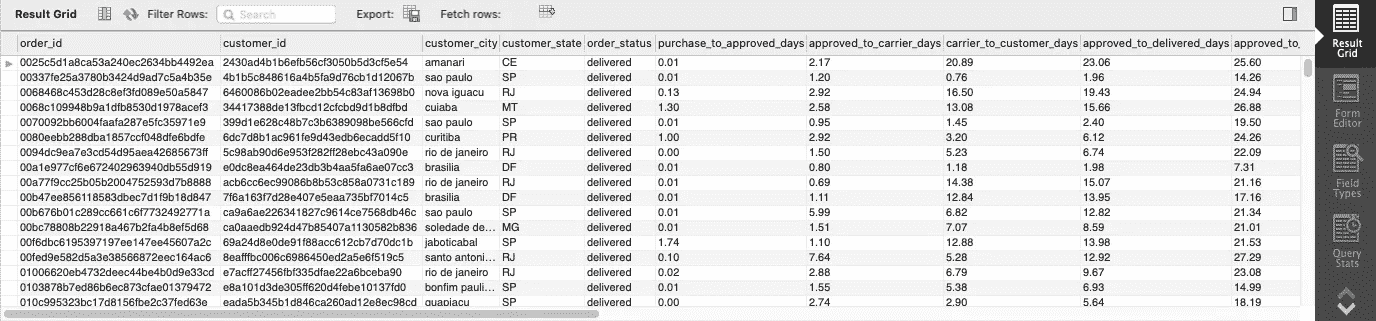 Result Grid Filter Rows: Search Export: Fetch rows:
order_id customer_id customer_city customer_state order_status purchase_to_approved_days approved_to_carrier_days carrier_to_customer_days approved_to_delivered_days approved_to_
0025c5d1a8ca53a240ec2634bb4492ea 2430ad4b1b6efb56cf3050b5d3cf5e54 amanari CE delivered 0.01 2.17 20.89 23.06 25.60
00337fe25a3780b3424d9ad7c5a4b35e 4b1b5c848616a4b5fa9d76cb1d12067b sao paulo SP delivered 0.01 1.20 0.76 1.96 14.26
0068468c453d28c8ef3fd089e50a5847 6460086b02eadee2bb54c83af13698b0 nova iguacu RJ delivered 0.13 2.92 16.50 19.43 24.94
0068c109948b9a1dfb8530d1978acef3 34417388de13fbcd12cfcbd9d1b8dfbd cuiaba MT delivered 1.30 2.58 13.08 15.66 26.88
0070092bb6004faafa287e5fc35971e9 399d1e628c48b7c3b6389098be566cfd sao paulo SP delivered 0.01 0.95 1.45 2.40 19.50
0080eebb288dba1857ccf048dfe6bdfe 6dc7d8b1ac961fe9d43edb6ecadd5f10 curitiba PR delivered 1.00 2.92 3.20 6.12 24.26
0094dc9ea7e3cd54d95aea42685673ff 5c98ab90d6e953f282ff28ebc43a090e rio de janeiro RJ delivered 0.00 1.50 5.23 6.74 22.09
00a1e977cf6e672402963940db55d919 e0dc8ea464de23db3b4aa5fa6ae07cc3 brasilia DF delivered 0.01 0.80 1.18 1.98 7.31
00a77f9cc25b05b2004752593d7b8888 acb6cc6ec99086b8b53c858a0731c189 rio de janeiro RJ delivered 0.01 0.69 14.38 15.07 21.16
00b47ee856118583dbec7d1f9b18d847 7f6a163f7d28e407e5eaa735bf7014c5 brasilia DF delivered 0.01 1.11 12.84 13.95 17.16
00b676b01c289cc661c6f7732492771a ca9a6ae226341827c9614ce7568db46c sao paulo SP delivered 0.01 5.99 6.82 12.82 21.34
00bc78808b22918a467b2fa4b8ef5d68 ca0aaedb924d47b85407a1130582b836 soledade de... MG delivered 0.01 1.51 7.07 8.59 21.01
00f6dbc6195397197ee147ee45607a2c 69a24d8e0de91f88acc612cb7d70dc1b jaboticabal SP delivered 1.74 1.10 12.88 13.98 21.53
00fed9e582d5a3e38566872eec164ac6 8eafffbc006c6986450ed2a5e6f519c5 santo antoni... RJ delivered 0.10 7.64 5.28 12.92 27.29
01006620eb4732deec44be4b0d9e33cd e7acff27456fbf335dfae22a6bceba90 rio de janeiro RJ delivered 0.02 2.88 6.79 9.67 23.08
0103878b7ed86b6ec873cfae01379472 e8a101d3de305ff620d4febe10137fd0 bonfim pauli... SP delivered 0.01 1.55 5.38 6.93 14.99
010c995323bc17d8156fbe2c37fed63e eada5b345b1d846ca260ad12e8ec98cd guapiacu SP delivered 0.00 2.74 2.90 5.64 18.19
Result
Grid
Form
Editor
Field
Types
Query
Stats